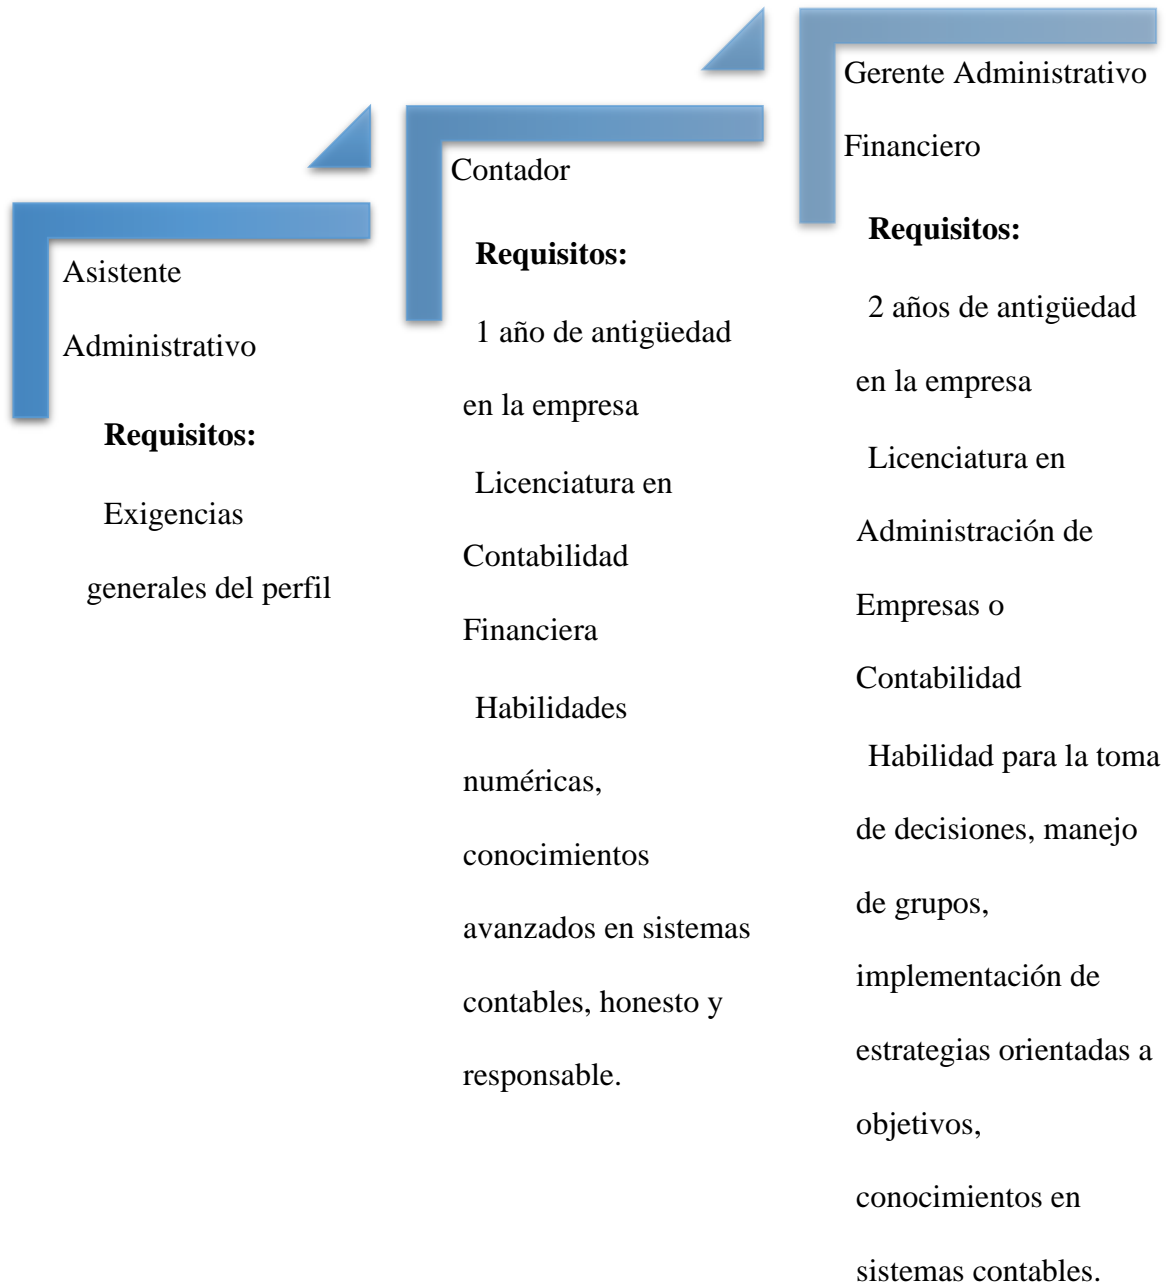 Asistente
Administrativo
Requisitos:
Exigencias
generales del perfil
Contador
Requisitos:
1 año de antigüedad
en la empresa
Licenciatura en
Contabilidad
Financiera
Habilidades
numéricas,
conocimientos
avanzados en sistemas
contables, honesto y
responsable.
Gerente Administrativo
Financiero
Requisitos:
2 años de antigüedad
en la empresa
Licenciatura en
Administración de
Empresas o
Contabilidad
Habilidad para la toma
de decisiones, manejo
de grupos,
implementación de
estrategias orientadas a
objetivos,
conocimientos en
sistemas contables.